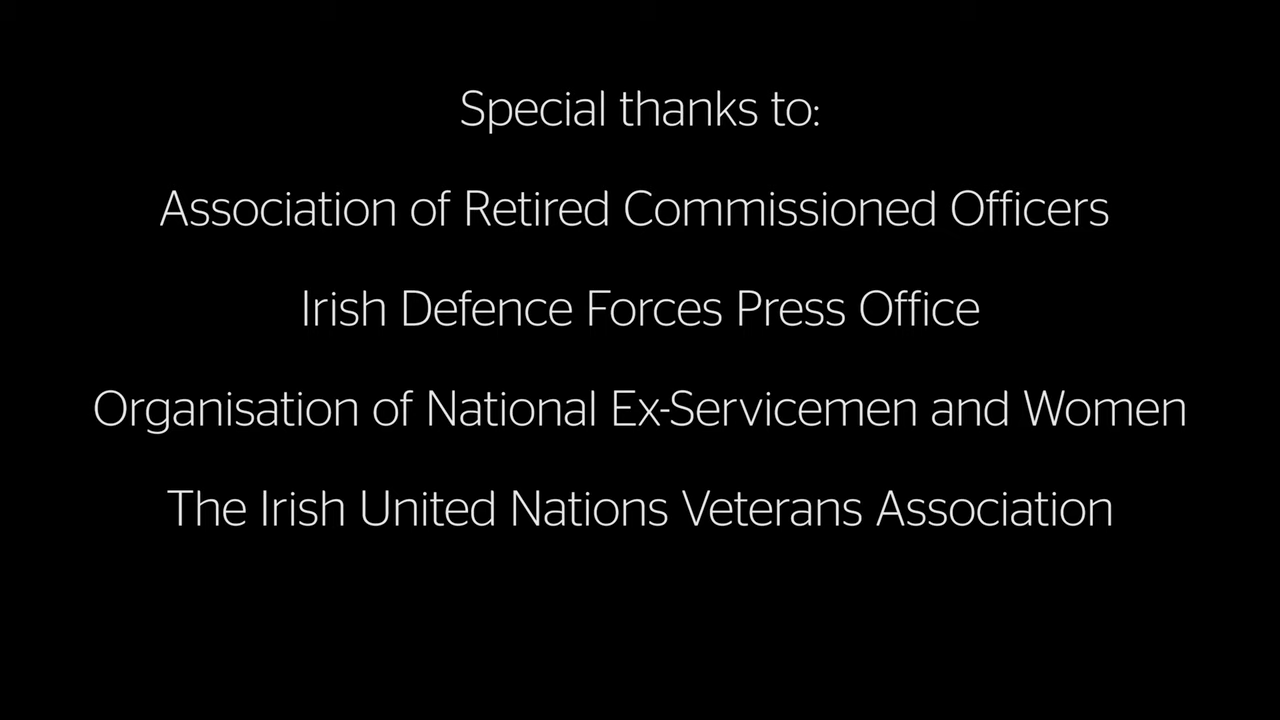 Special thanks to:
Association of Retired Commissioned Officers
Irish Defence Forces Press Office
Organisation of National Ex-Servicemen and Women
The Irish United Nations Veterans Association